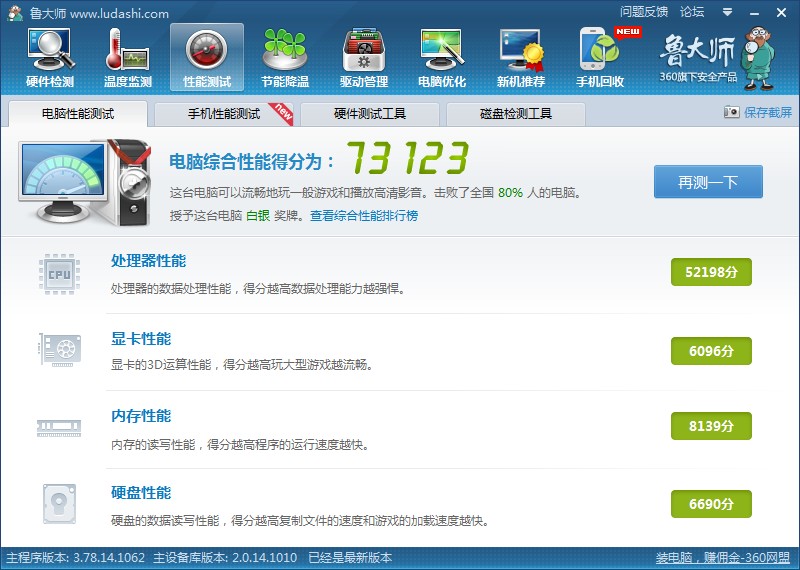 鲁大师 www.ludashi.com
问题反馈 论坛
硬件检测 温度监测 性能测试 节能降温 驱动管理 电脑优化 新机推荐 手机回收
NEW
鲁大师
360旗下安全产品
电脑性能测试 手机性能测试 new 硬件测试工具 磁盘检测工具 保存截屏
电脑综合性能得分为： 73123
这台电脑可以流畅地玩一般游戏和播放高清影音。击败了全国 80% 人的电脑。
再测一下
授予这台电脑 白银 奖牌。查看综合性能排行榜
CPU
处理器性能
处理器的数据处理性能，得分越高数据处理能力越强悍。
52198分
显卡性能
显卡的3D运算性能，得分越高玩大型游戏越流畅。
6096分
内存性能
内存的读写性能，得分越高程序的运行速度越快。
8139分
硬盘性能
硬盘的数据读写性能，得分越高复制文件的速度和游戏的加载速度越快。
6690分
主程序版本: 3.78.14.1062 主设备库版本: 2.0.14.1010 已经是最新版本 装电脑，赚佣金-360网盟